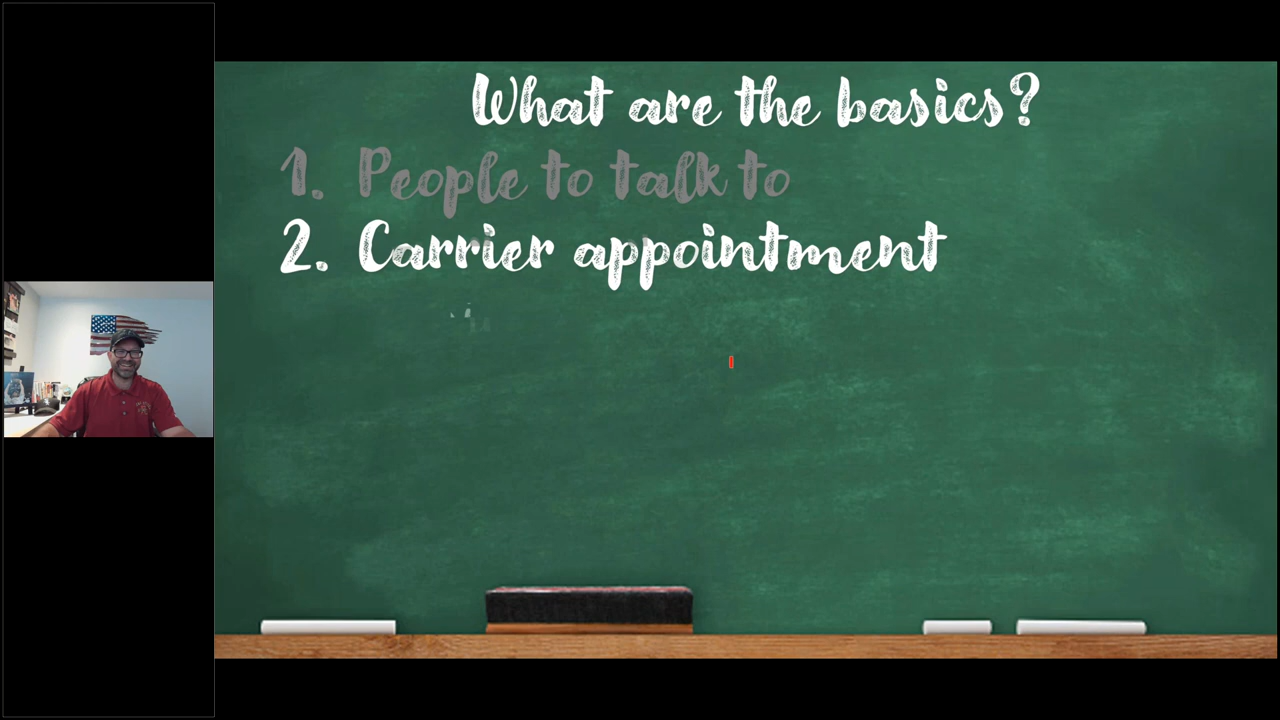 What are the basics?
1. People to talk to
2. Carrier appointment